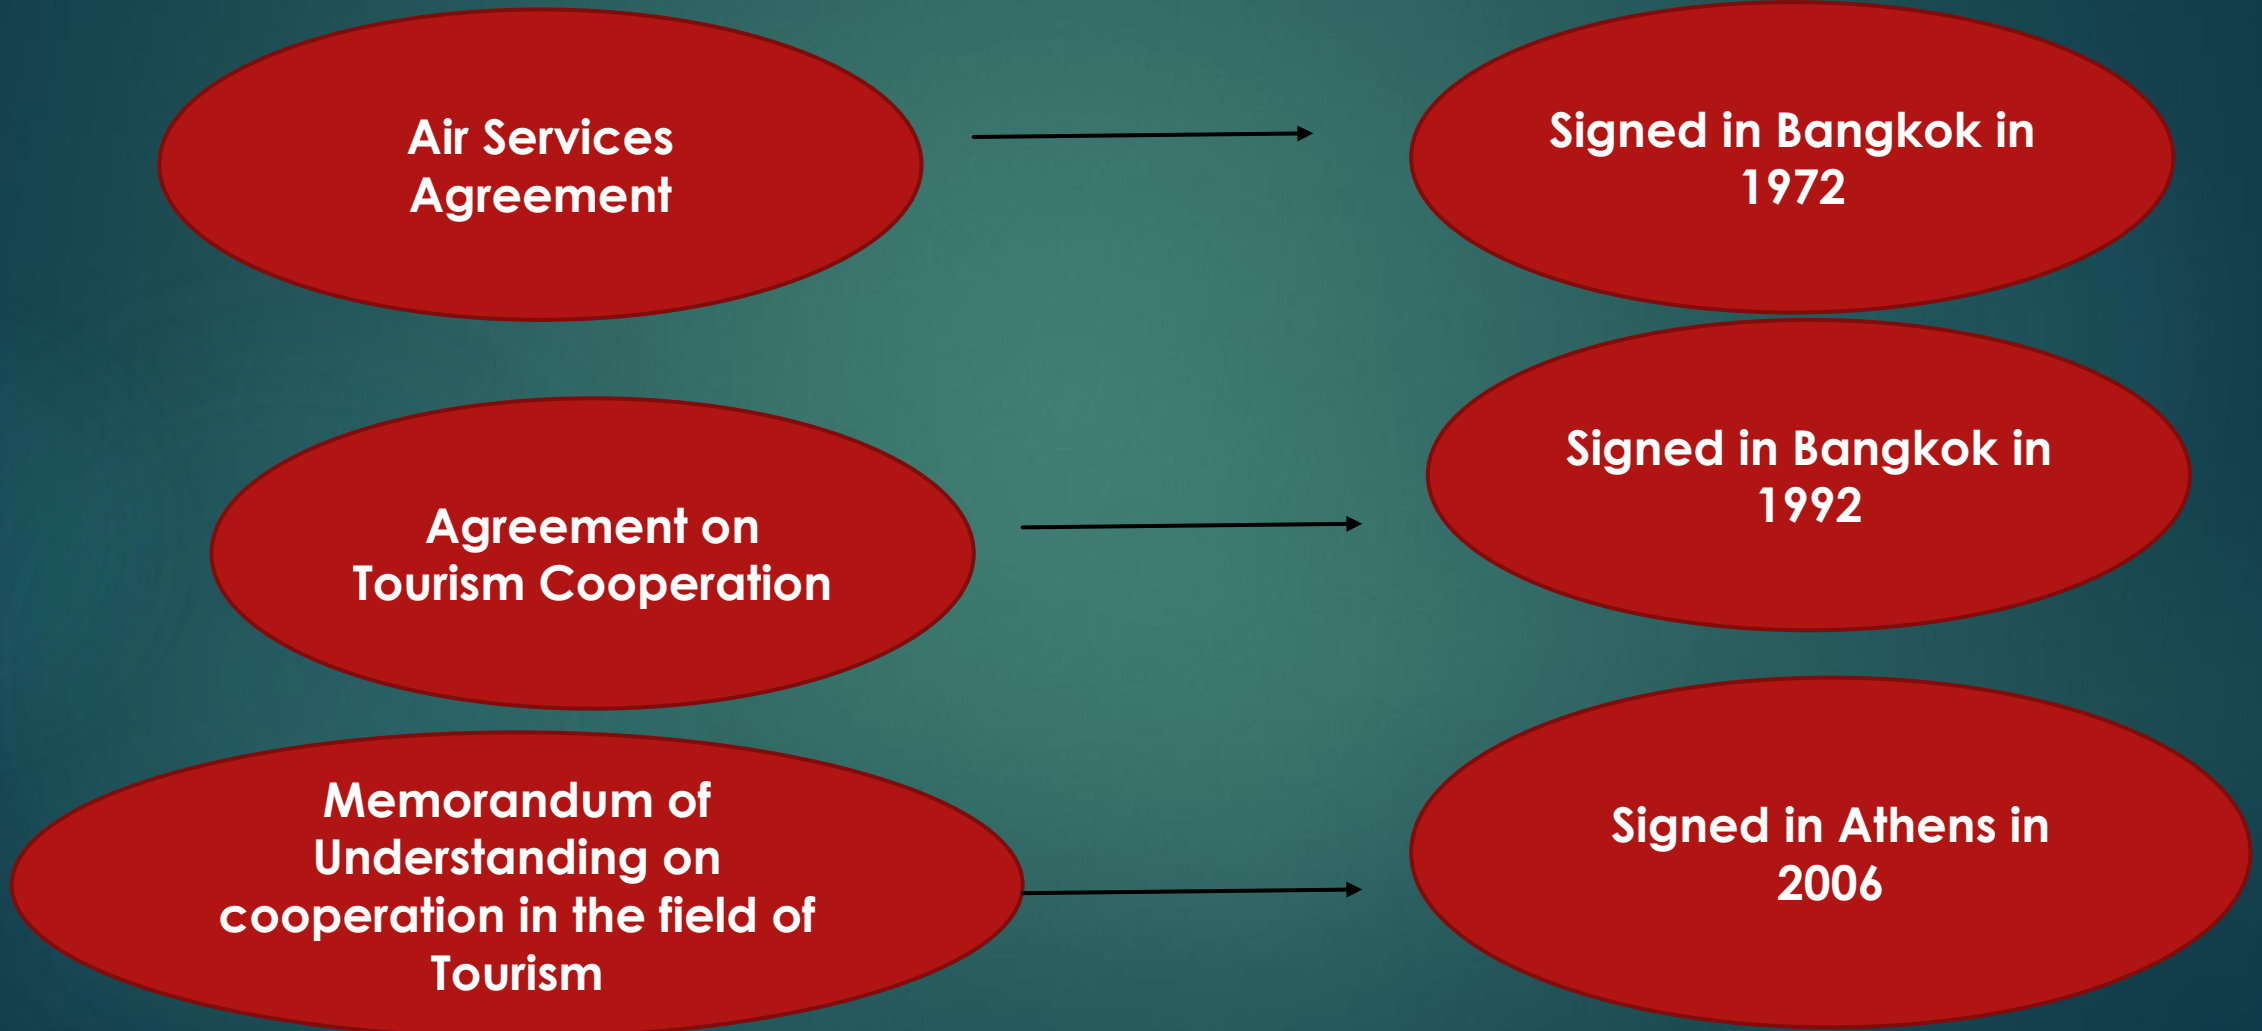 Air Services
Agreement
Signed in Bangkok in
1972
Agreement on
Tourism Cooperation
Signed in Bangkok in
1992
Memorandum of
Understanding on
cooperation in the field of
Tourism
Signed in Athens in
2006